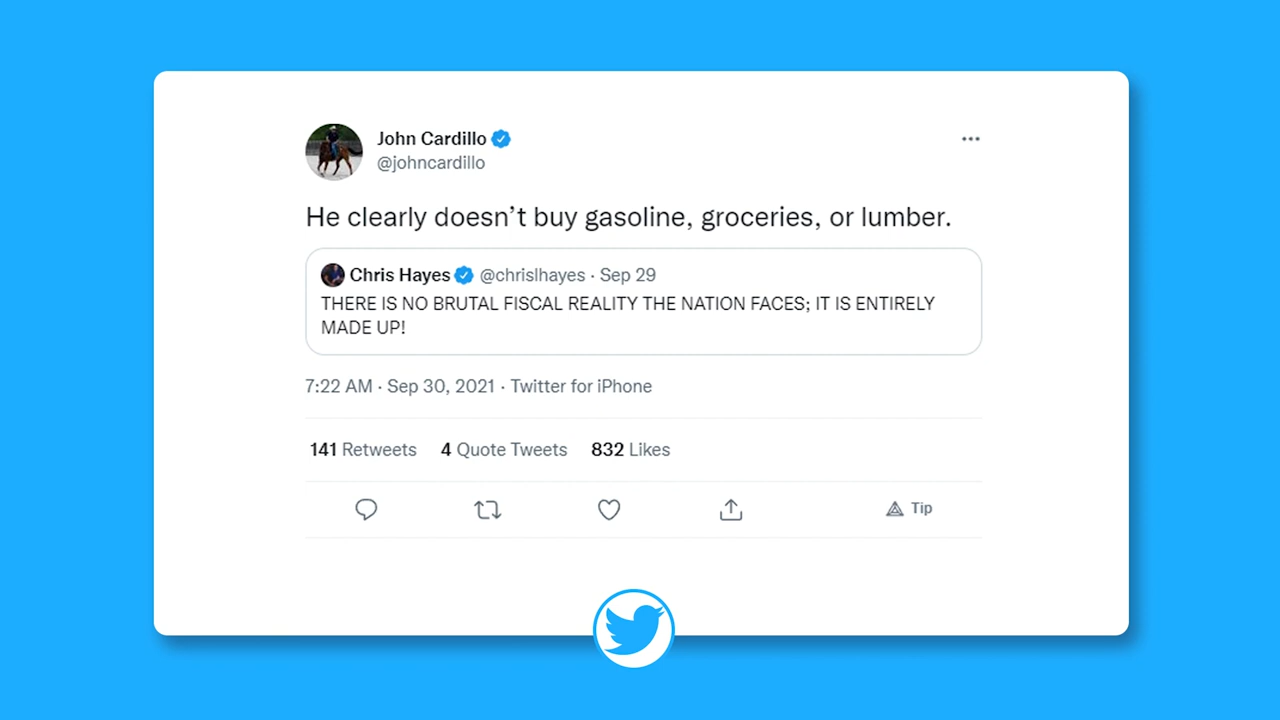 John Cardillo
@johncardillo
He clearly doesn’t buy gasoline, groceries, or lumber.
Chris Hayes @chrislhayes · Sep 29
THERE IS NO BRUTAL FISCAL REALITY THE NATION FACES; IT IS ENTIRELY
MADE UP!
7:22 AM · Sep 30, 2021 · Twitter for iPhone
141 Retweets 4 Quote Tweets 832 Likes
Tip